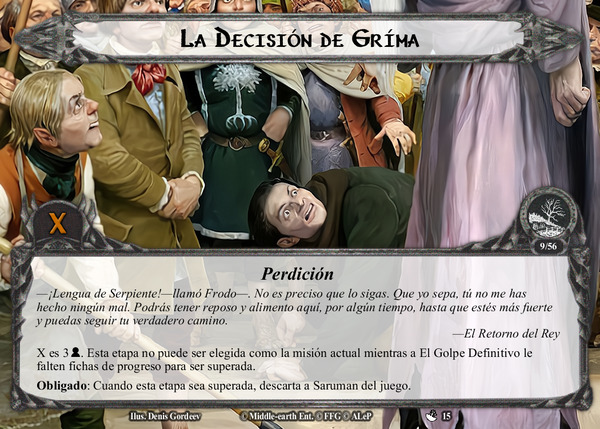 La Decisión de Gríma
X
9/56
Perdición
—¡Lengua de Serpiente!—llamó Frodo—. No es preciso que lo sigas. Que yo sepa, tú no me has
hecho ningún mal. Podrás tener reposo y alimento aquí, por algún tiempo, hasta que estés más fuerte
y puedas seguir tu verdadero camino.
—El Retorno del Rey
X es 3. Esta etapa no puede ser elegida como la misión actual mientras a El Golpe Definitivo le
falten fichas de progreso para ser superada.
Obligado: Cuando esta etapa sea superada, descarta a Saruman del juego.
Ilus. Denis Gordeev © Middle-earth Ent. © FFG © ALeP 15